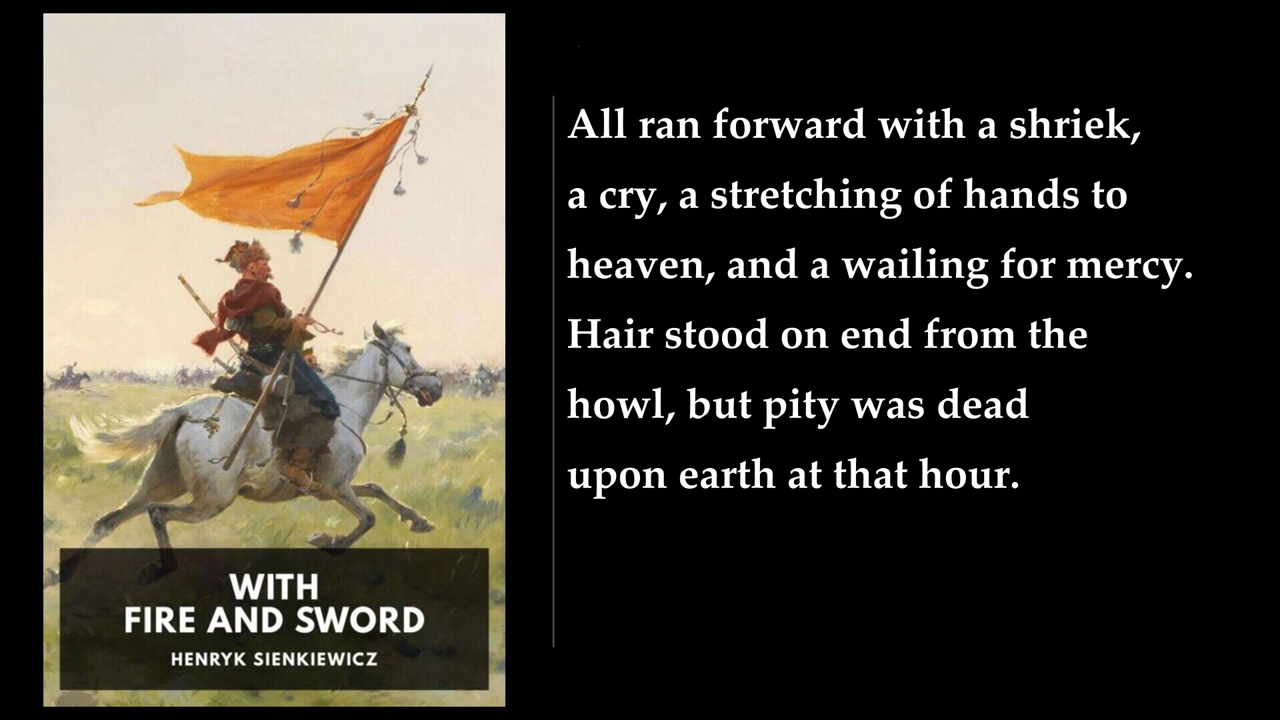 WITH
FIRE AND SWORD
HENRYK SIENKIEWICZ
All ran forward with a shriek,
a cry, a stretching of hands to
heaven, and a wailing for mercy.
Hair stood on end from the
howl, but pity was dead
upon earth at that hour.